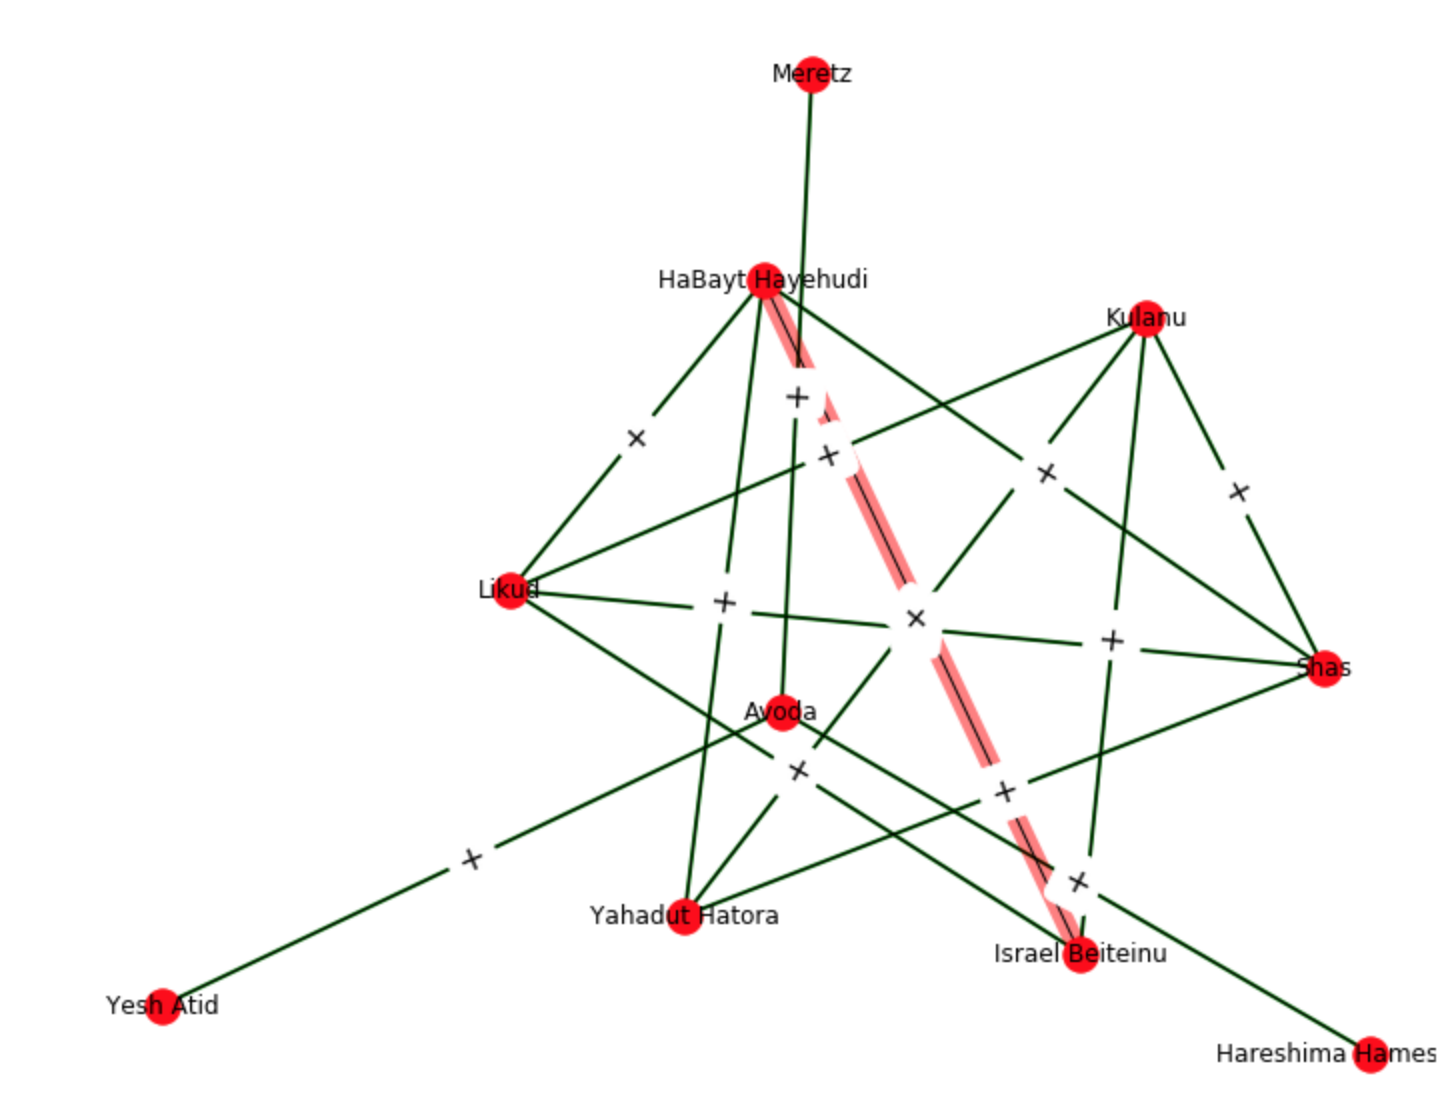 Meretz
HaBayt Hayehudi
Kulanu
+
+
×
+
+
Likud
+
×
+
Shas
Avoda
+
+
+
+
Yahadut Hatora
Israel Beiteinu
Yesh Atid
Hareshima Hames